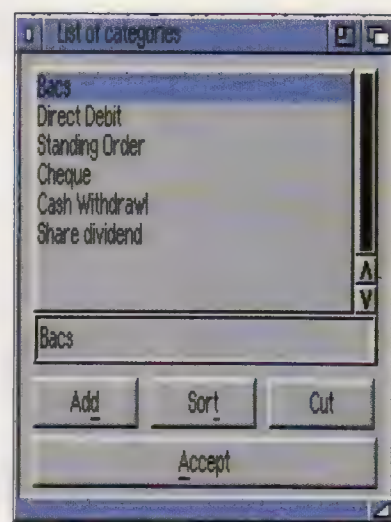 List of categories
Bacs
Direct Debit
Standing Order
Cheque
Cash Withdrawl
Share dividend
Bacs
Add Sort Cut
Accept